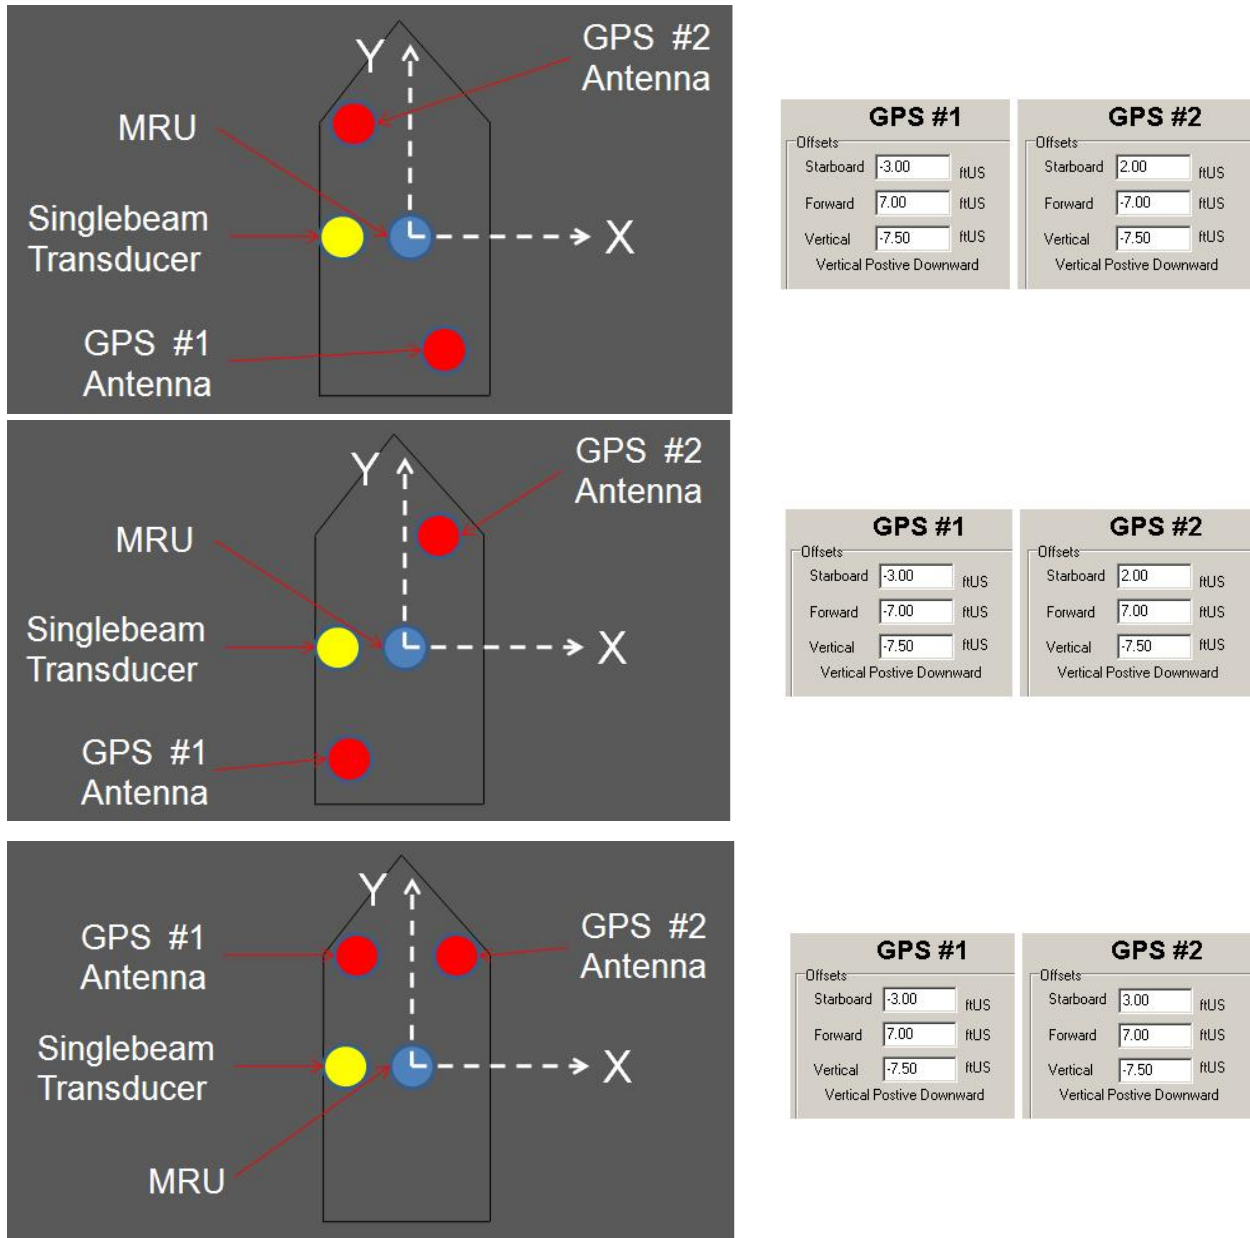 GPS #2
Antenna
Y
MRU
Singlebeam
Transducer
X
GPS #1
Antenna
GPS #1
Offsets
Starboard -3.00 ftUS
Forward 7.00 ftUS
Vertical -7.50 ftUS
Vertical Postive Downward
GPS #2
Offsets
Starboard 2.00 ftUS
Forward -7.00 ftUS
Vertical -7.50 ftUS
Vertical Postive Downward
GPS #2
Antenna
Y
MRU
Singlebeam
Transducer
X
GPS #1
Antenna
GPS #1
Offsets
Starboard -3.00 ftUS
Forward -7.00 ftUS
Vertical -7.50 ftUS
Vertical Postive Downward
GPS #2
Offsets
Starboard 2.00 ftUS
Forward 7.00 ftUS
Vertical -7.50 ftUS
Vertical Postive Downward
Y
GPS #1
Antenna
GPS #2
Antenna
Singlebeam
Transducer
X
MRU
GPS #1
Offsets
Starboard -3.00 ftUS
Forward 7.00 ftUS
Vertical -7.50 ftUS
Vertical Postive Downward
GPS #2
Offsets
Starboard 3.00 ftUS
Forward 7.00 ftUS
Vertical -7.50 ftUS
Vertical Postive Downward